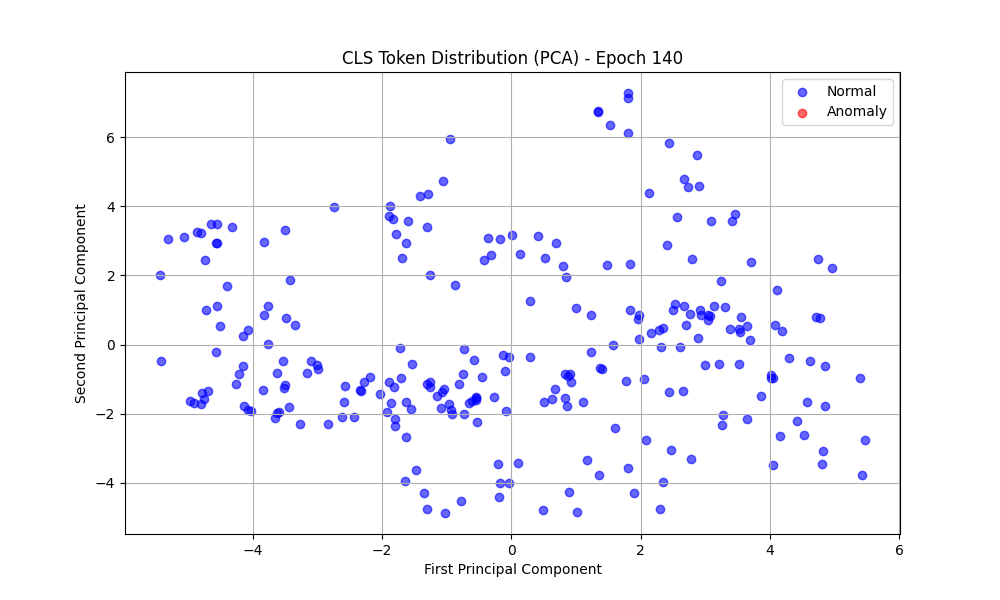 CLS Token Distribution (PCA) - Epoch 140
Normal
Anomaly
Second Principal Component
6
4
2
0
−2
−4
−4
−2
0
2
4
6
First Principal Component